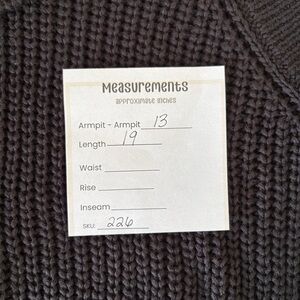 Measurements
approximate inches
Armpit - Armpit 13
Length 19
Waist
Rise
Inseam
SKU: 226